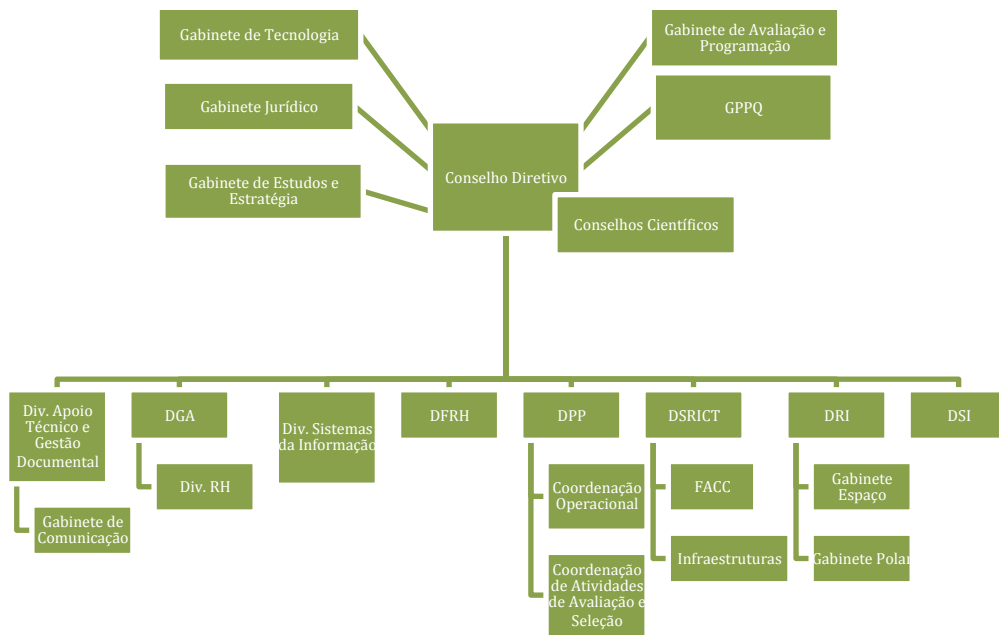 Gabinete de Tecnologia
Gabinete de Avaliação e
Programação
Gabinete Jurídico
GPPQ
Gabinete de Estudos e
Estratégia
Conselho Diretivo
Conselhos Científicos
Div. Apoio
Técnico e
Gestão
Documental
DGA
Div. Sistemas
da Informação
DFRH
DPP
DSRICT
DRI
DSI
Gabinete de
Comunicação
Div. RH
Coordenação
Operacional
Coordenação
de Atividades
de Avaliação e
Seleção
FACC
Infraestruturas
Gabinete
Espaço
Gabinete Polar